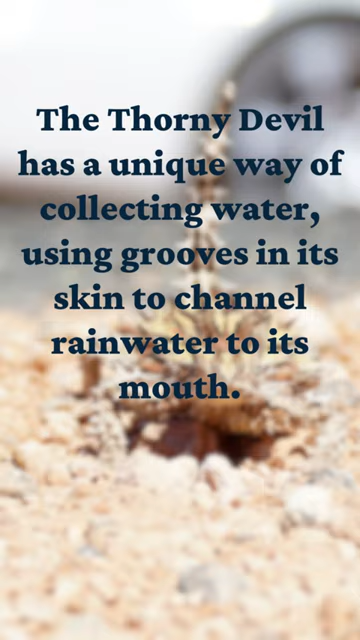 The Thorny Devil
has a unique way of
collecting water,
using grooves in its
skin to channel
rainwater to its
mouth.